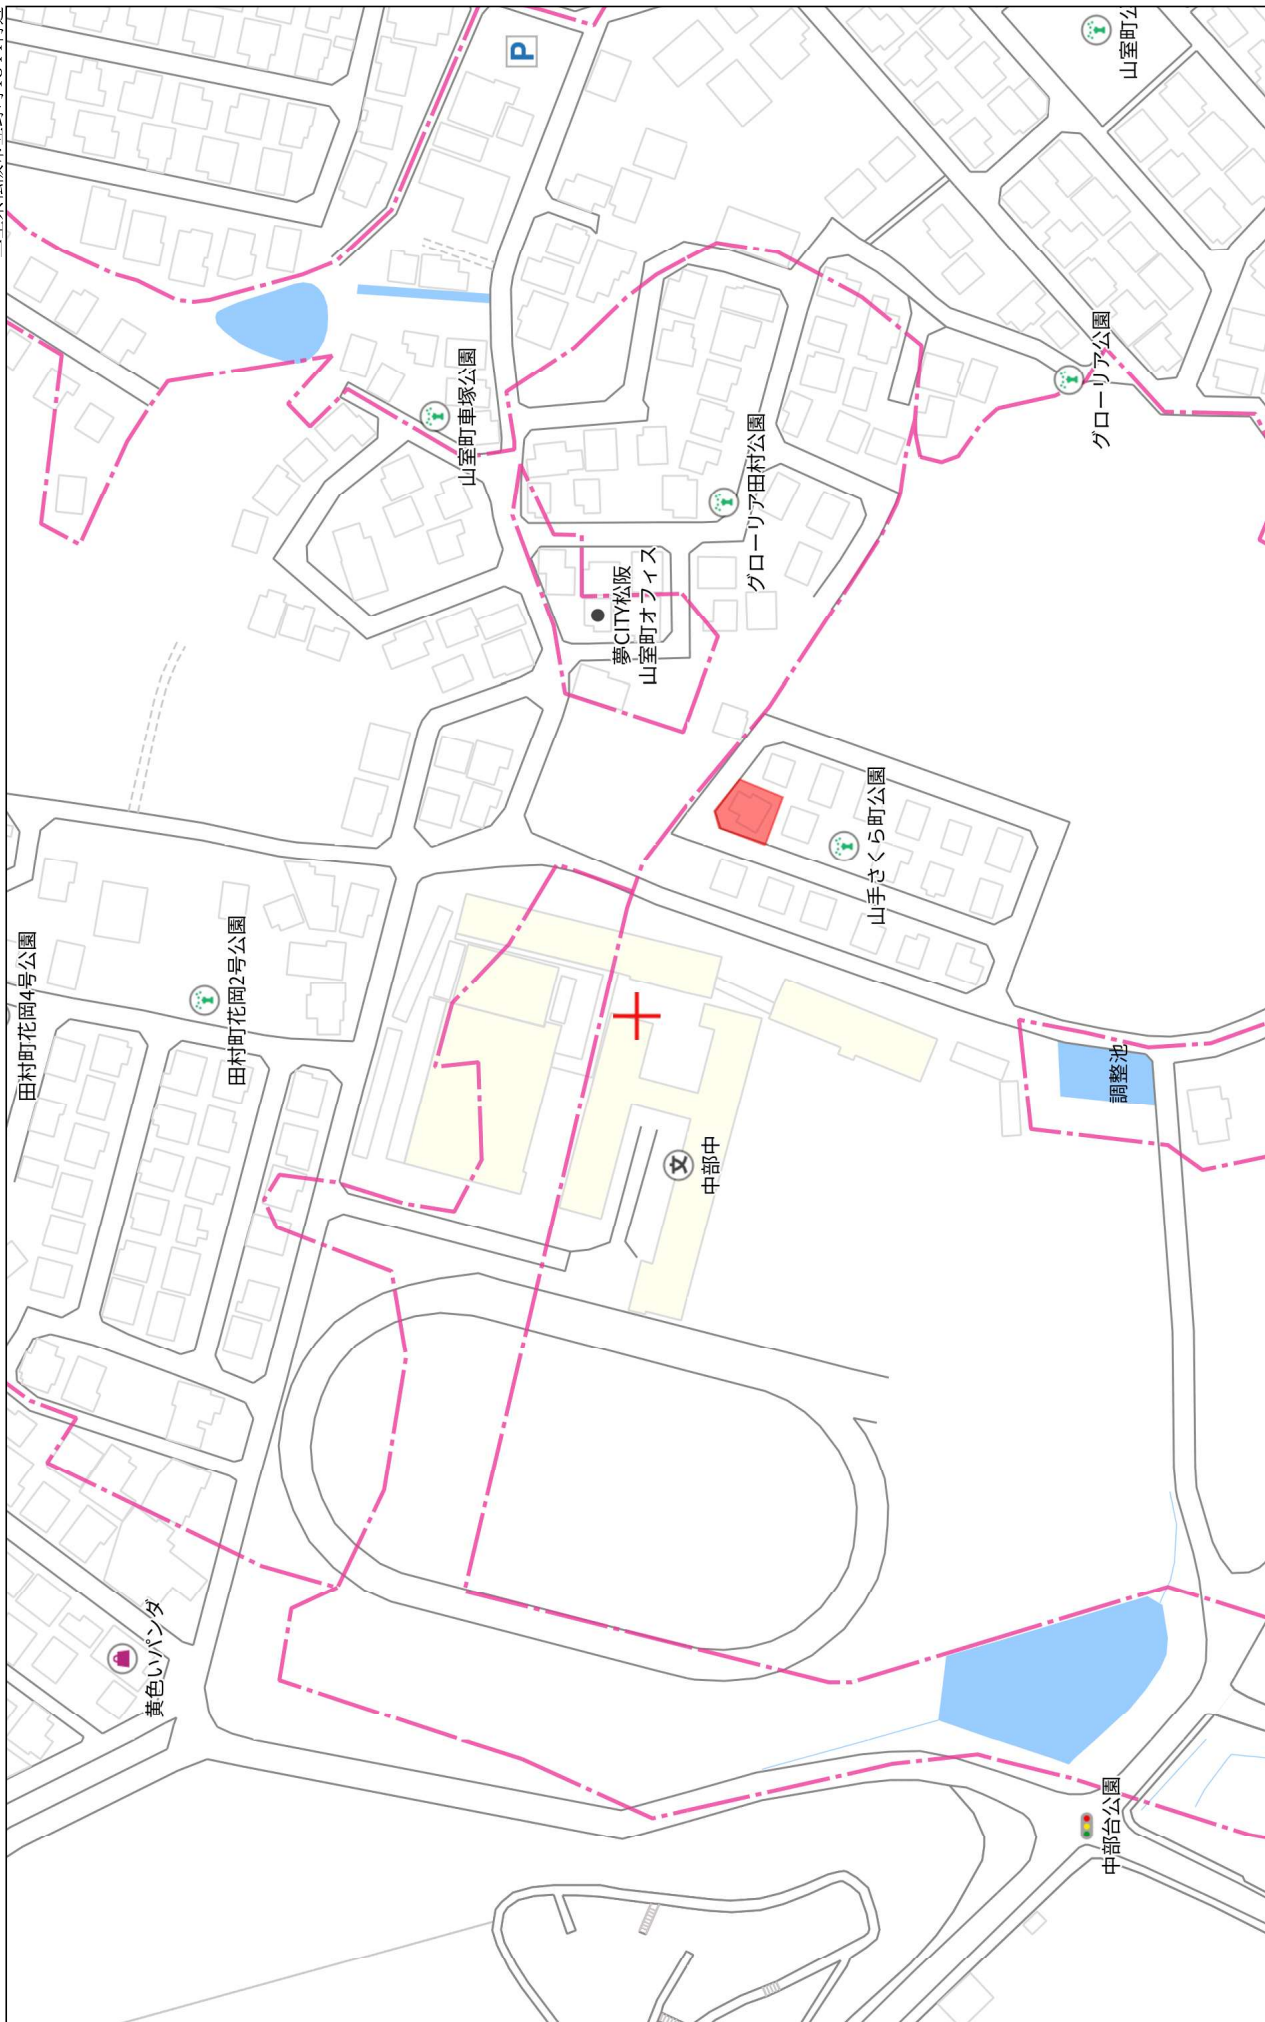 山室町車塚公園
グローリア田村公園
夢CITY松阪
山室町オフィス
グローリア公園
山室町公
P
田村町花岡4号公園
田村町花岡2号公園
山手さくら町公園
中部中
文
調整池
黄色いパンダ
中部台公園